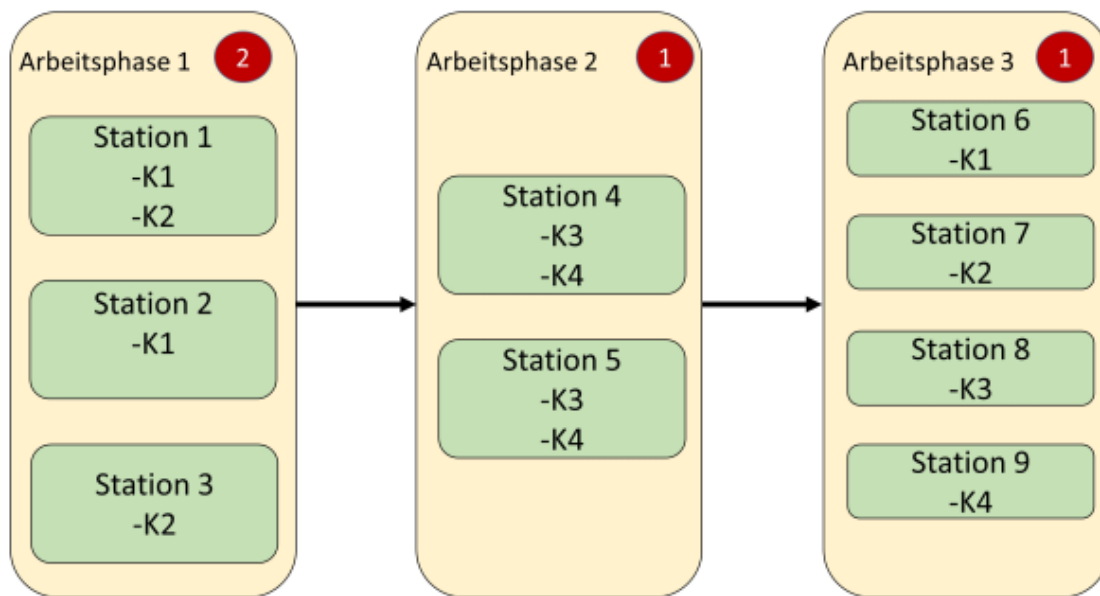 Arbeitsphase 1
2
Station 1
-K1
-K2
Station 2
-K1
Station 3
-K2
Arbeitsphase 2
1
Station 4
-K3
-K4
Station 5
-K3
-K4
Arbeitsphase 3
1
Station 6
-K1
Station 7
-K2
Station 8
-K3
Station 9
-K4